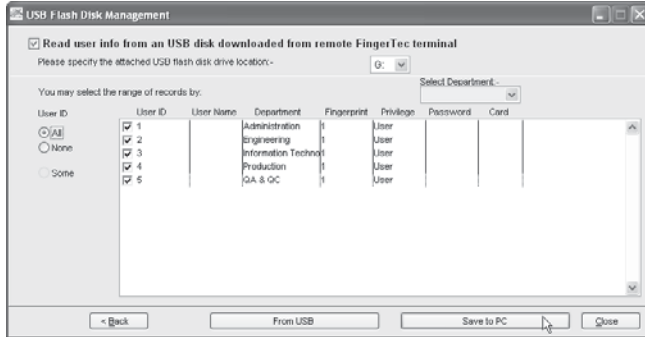 USB Flash Disk Management
Read user info from an USB disk downloaded from remote FingerTec terminal
Please specify the attached USB flash disk drive location:-
G:
Select Department:-
You may select the range of records by:
User ID
All
None
Some
User ID User Name Department Fingerprint Privilege Password Card
1 Administration 1 User
2 Engineering 1 User
3 Information Techno 1 User
4 Production 1 User
5 QA & QC 1 User
< Back From USB Save to PC Close